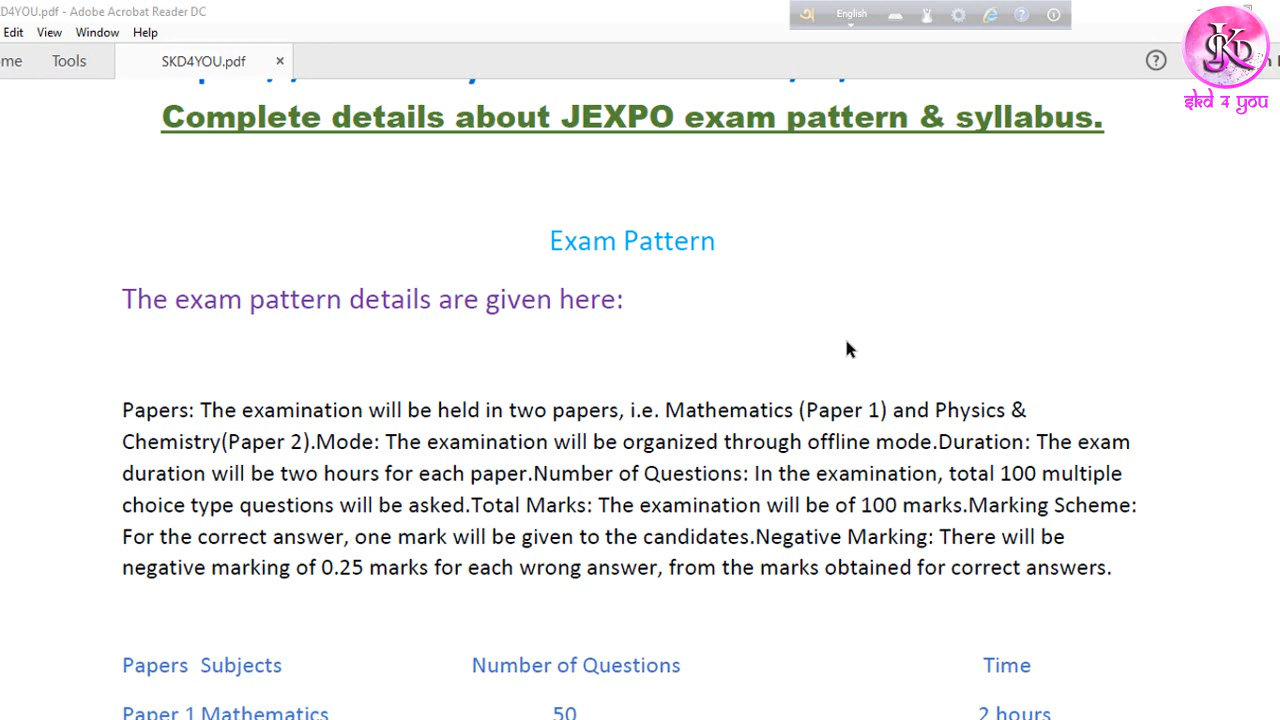 KD4YOU.pdf - Adobe Acrobat Reader DC
English
Edit View Window Help
me Tools SKD4YOU.pdf ×
SKD
skd 4 you
Complete details about JEXPO exam pattern & syllabus.
Exam Pattern
The exam pattern details are given here:
Papers: The examination will be held in two papers, i.e. Mathematics (Paper 1) and Physics &
Chemistry(Paper 2).Mode: The examination will be organized through offline mode.Duration: The exam
duration will be two hours for each paper.Number of Questions: In the examination, total 100 multiple
choice type questions will be asked.Total Marks: The examination will be of 100 marks.Marking Scheme:
For the correct answer, one mark will be given to the candidates.Negative Marking: There will be
negative marking of 0.25 marks for each wrong answer, from the marks obtained for correct answers.
Papers Subjects Number of Questions Time
Paper 1 Mathematics 50 2 hours